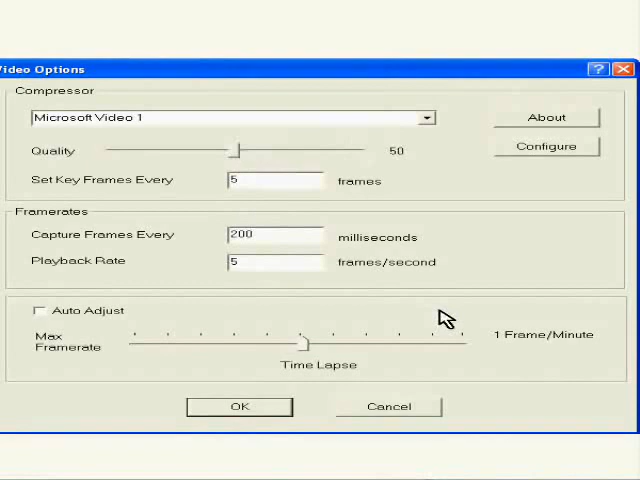 Video Options
Compressor
Microsoft Video 1
About
Quality
50
Configure
Set Key Frames Every
5
frames
Framerates
Capture Frames Every
200
milliseconds
Playback Rate
5
frames/second
Auto Adjust
Max
Framerate
1 Frame/Minute
Time Lapse
OK
Cancel